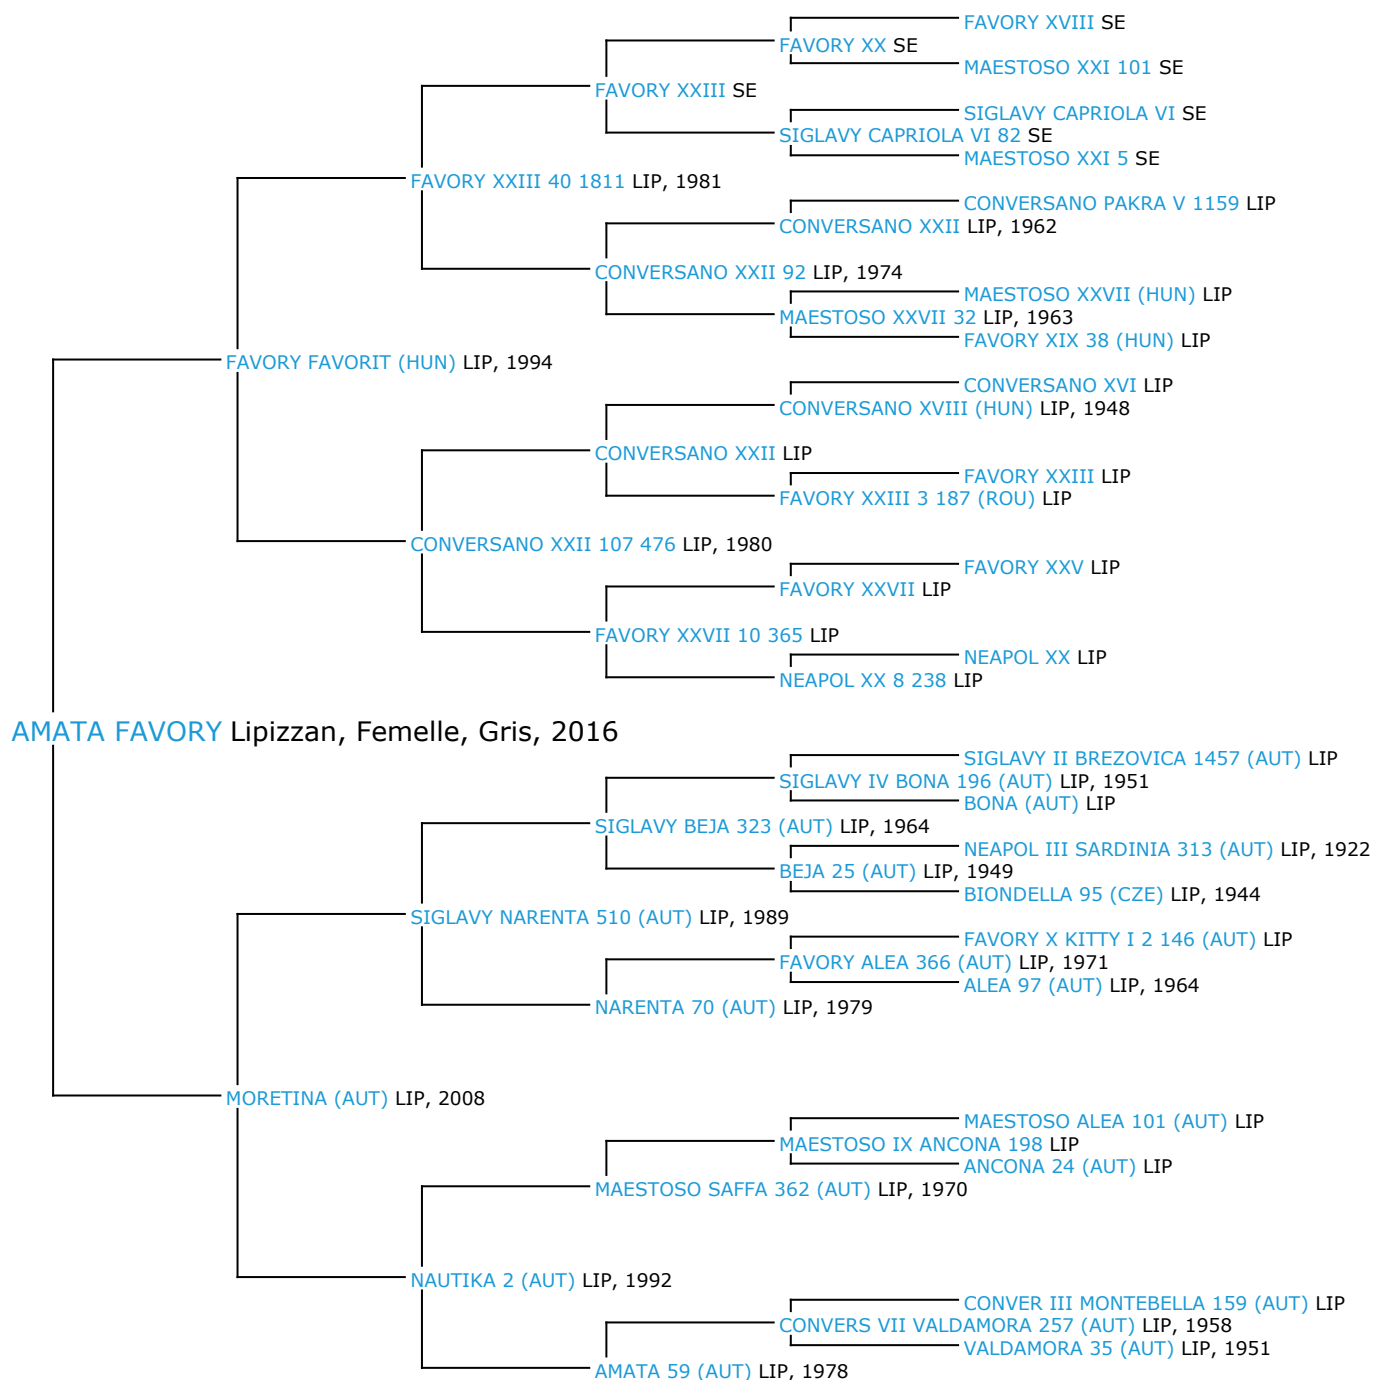 FAVORY XVIII SE
FAVORY XX SE
MAESTOSO XXI 101 SE
FAVORY XXIII SE
SIGLAVY CAPRIOLA VI SE
SIGLAVY CAPRIOLA VI 82 SE
MAESTOSO XXI 5 SE
FAVORY XXIII 40 1811 LIP, 1981
CONVERSANO PAKRA V 1159 LIP
CONVERSANO XXII LIP, 1962
CONVERSANO XXII 92 LIP, 1974
MAESTOSO XXVII (HUN) LIP
MAESTOSO XXVII 32 LIP, 1963
FAVORY XIX 38 (HUN) LIP
FAVORY FAVORIT (HUN) LIP, 1994
CONVERSANO XVI LIP
CONVERSANO XVIII (HUN) LIP, 1948
CONVERSANO XXII LIP
FAVORY XXIII LIP
FAVORY XXIII 3 187 (ROU) LIP
CONVERSANO XXII 107 476 LIP, 1980
FAVORY XXV LIP
FAVORY XXVII LIP
FAVORY XXVII 10 365 LIP
NEAPOL XX LIP
NEAPOL XX 8 238 LIP
AMATA FAVORY Lipizzan, Femelle, Gris, 2016
SIGLAVY II BREZOVICA 1457 (AUT) LIP
SIGLAVY IV BONA 196 (AUT) LIP, 1951
BONA (AUT) LIP
SIGLAVY BEJA 323 (AUT) LIP, 1964
NEAPOL III SARDINIA 313 (AUT) LIP, 1922
BEJA 25 (AUT) LIP, 1949
BIONDELLA 95 (CZE) LIP, 1944
SIGLAVY NARENTA 510 (AUT) LIP, 1989
FAVORY X KITTY I 2 146 (AUT) LIP
FAVORY ALEA 366 (AUT) LIP, 1971
ALEA 97 (AUT) LIP, 1964
NARENTA 70 (AUT) LIP, 1979
MORETINA (AUT) LIP, 2008
MAESTOSO ALEA 101 (AUT) LIP
MAESTOSO IX ANCONA 198 LIP
ANCONA 24 (AUT) LIP
MAESTOSO SAFFA 362 (AUT) LIP, 1970
NAUTIKA 2 (AUT) LIP, 1992
CONVER III MONTEBELLA 159 (AUT) LIP
CONVERS VII VALDAMORA 257 (AUT) LIP, 1958
VALDAMORA 35 (AUT) LIP, 1951
AMATA 59 (AUT) LIP, 1978